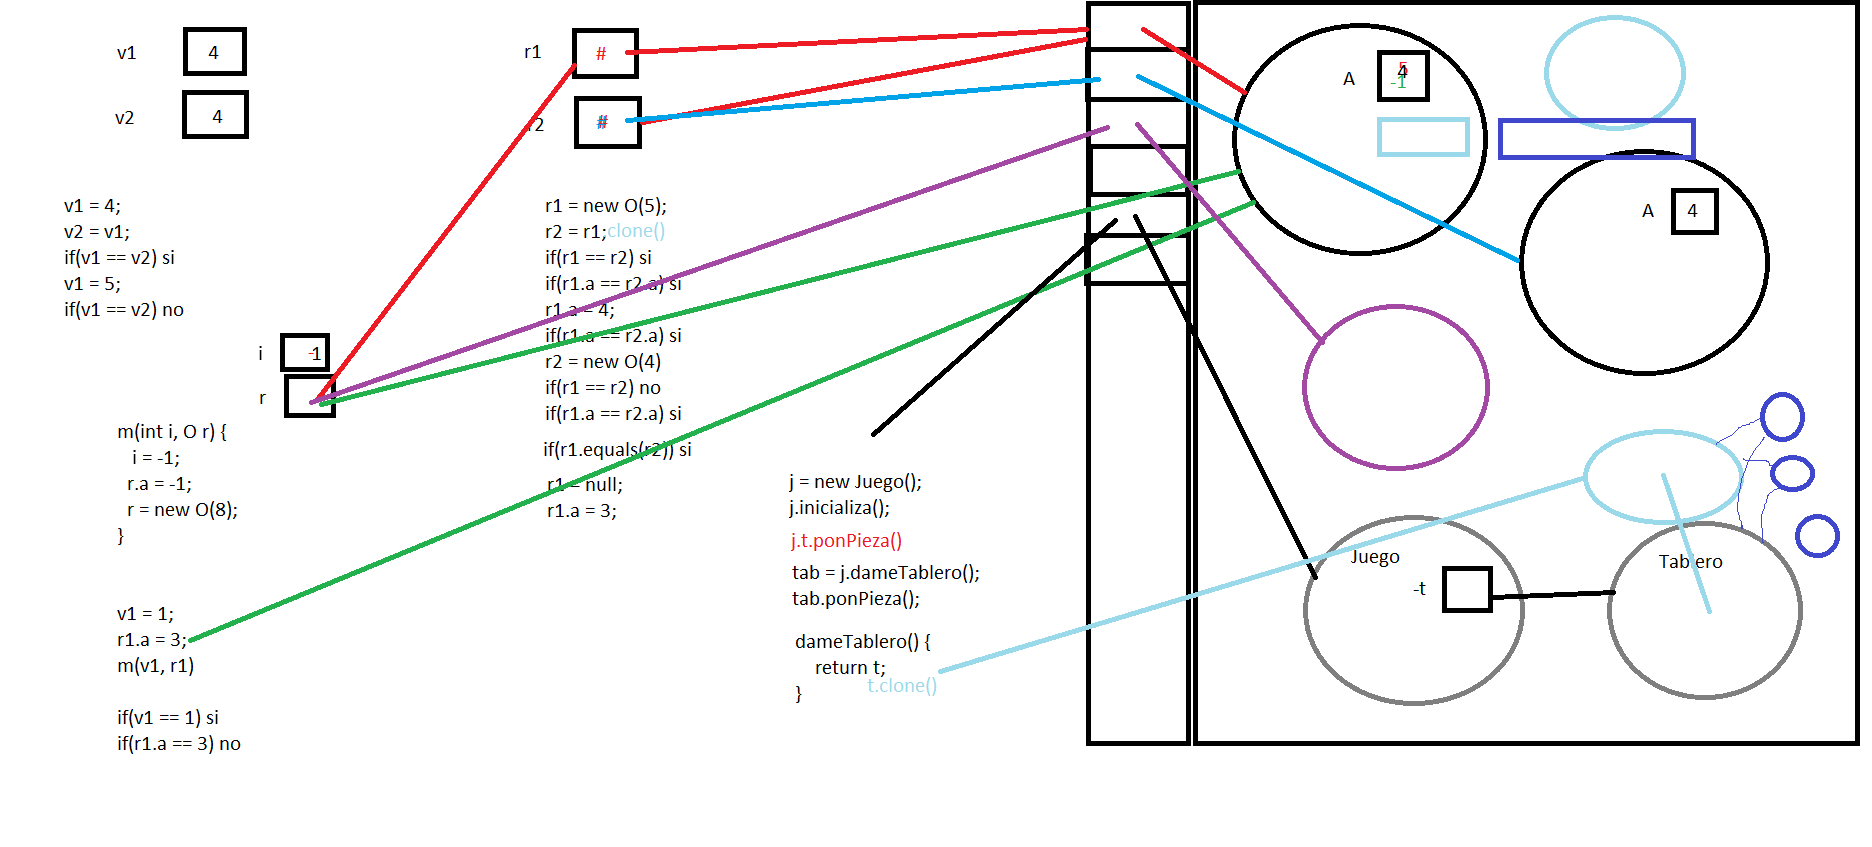 v1
4
v2
4
v1 = 4;
v2 = v1;
if(v1 == v2) si
v1 = 5;
if(v1 == v2) no
i
-1
r
m(int i, O r) {
i = -1;
r.a = -1;
r = new O(8);
}
v1 = 1;
r1.a = 3;
m(v1, r1)
if(v1 == 1) si
if(r1.a == 3) no
r1
#
r2
#
r1 = new O(5);
r2 = r1;clone()
if(r1 == r2) si
if(r1.a == r2.a) si
r1.a = 4;
if(r1.a == r2.a) si
r2 = new O(4)
if(r1 == r2) no
if(r1.a == r2.a) si
if(r1.equals(r2)) si
r1 = null;
r1.a = 3;
j = new Juego();
j.inicializa();
j.t.ponPieza()
tab = j.dameTablero();
tab.ponPieza();
dameTablero() {
return t;
t.clone()
}
A
5
4
-1
A
4
Juego
-t
Tablero